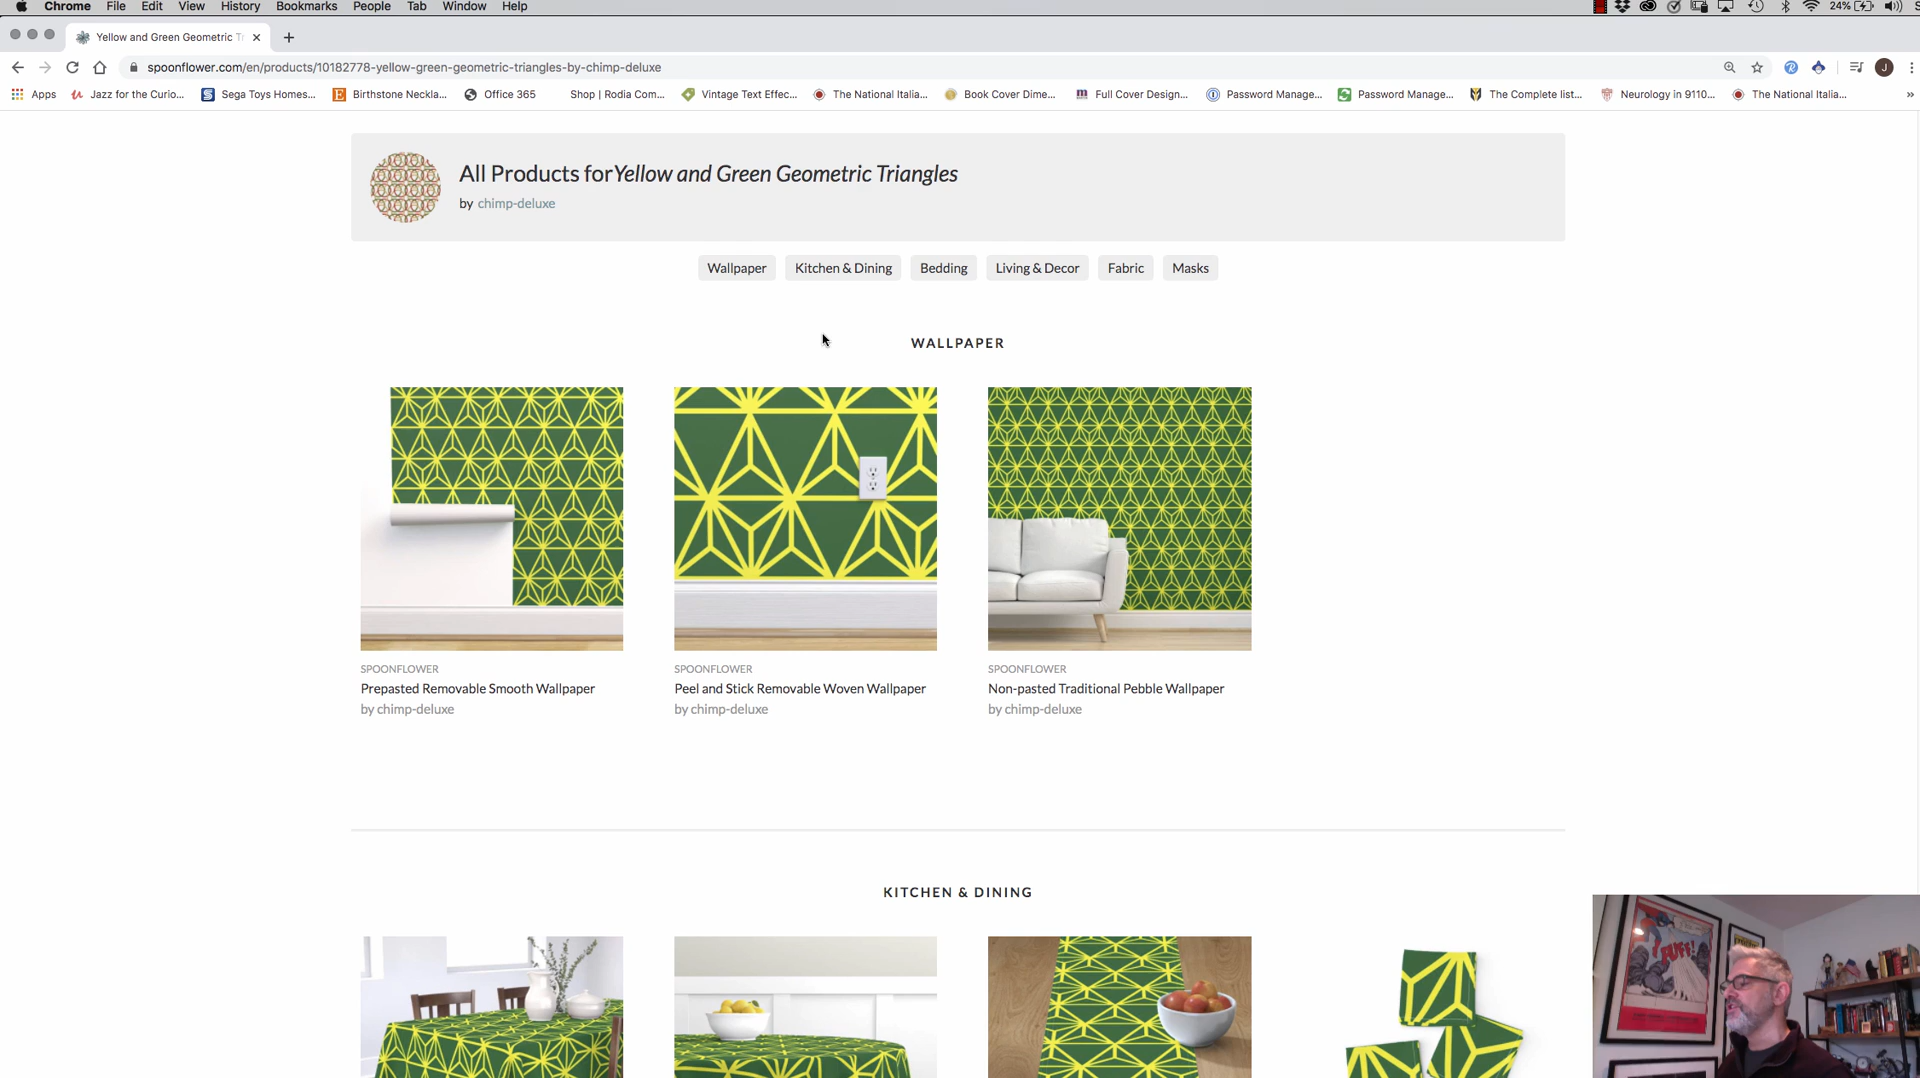 Chrome File Edit View History Bookmarks People Tab Window Help 24%
Yellow and Green Geometric Tr
spoonflower.com/en/products/10182778-yellow-green-geometric-triangles-by-chimp-deluxe J
Apps Jazz for the Curio... Sega Toys Homes... Birthstone Neckla... Office 365 Shop | Rodia Com... Vintage Text Effec... The National Italia... Book Cover Dime... Full Cover Design... Password Manage... Password Manage... The Complete list... Neurology in 9110... The National Italia... »
All Products forYellow and Green Geometric Triangles
by chimp-deluxe
Wallpaper Kitchen & Dining Bedding Living & Decor Fabric Masks
WALLPAPER
SPOONFLOWER SPOONFLOWER SPOONFLOWER
Prepasted Removable Smooth Wallpaper Peel and Stick Removable Woven Wallpaper Non-pasted Traditional Pebble Wallpaper
by chimp-deluxe by chimp-deluxe by chimp-deluxe
KITCHEN & DINING